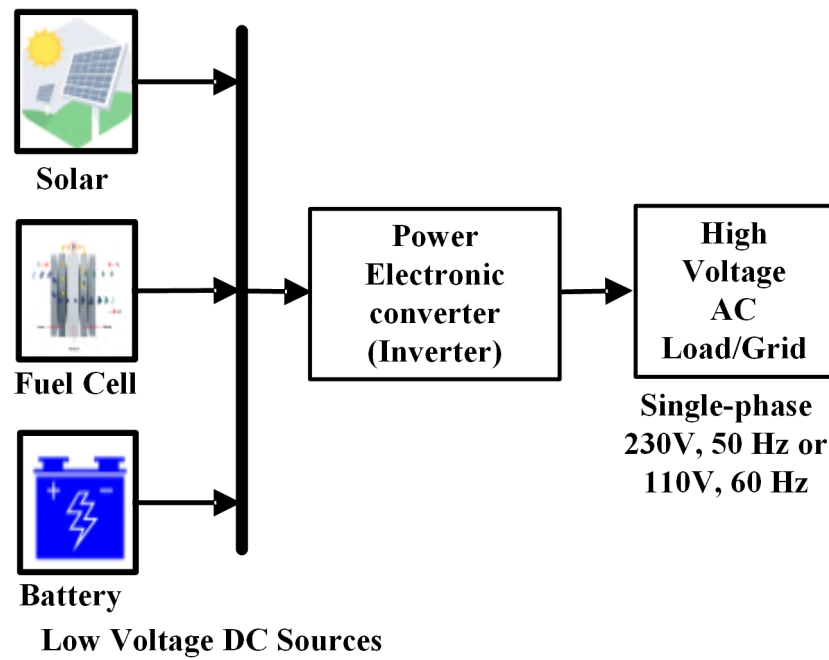 Solar
Fuel Cell
Battery
Low Voltage DC Sources
Power
Electronic
converter
(Inverter)
High
Voltage
AC
Load/Grid
Single-phase
230V, 50 Hz or
110V, 60 Hz